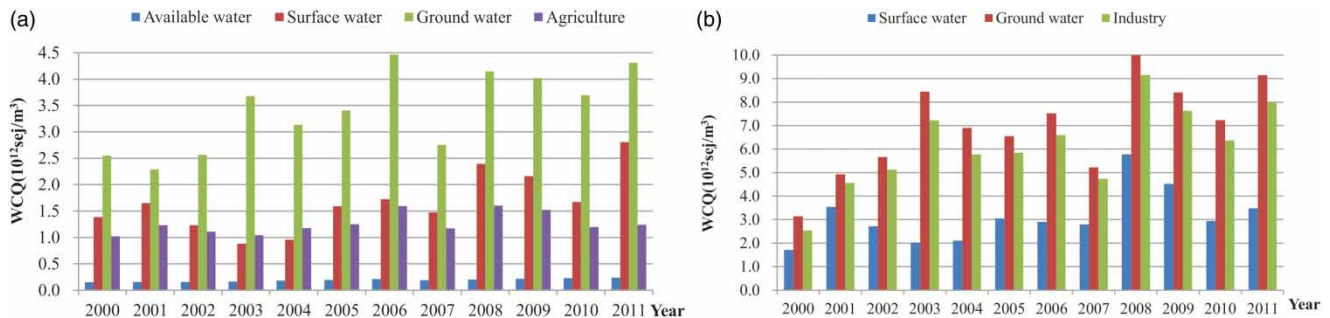 (a)
Available water Surface water Ground water Agriculture
WCQ(10¹²sej/m³)
4.5
4.0
3.5
3.0
2.5
2.0
1.5
1.0
0.5
0.0
2000 2001 2002 2003 2004 2005 2006 2007 2008 2009 2010 2011 Year
(b)
Surface water Ground water Industry
WCQ(10¹²sej/m³)
10.0
9.0
8.0
7.0
6.0
5.0
4.0
3.0
2.0
1.0
0.0
2000 2001 2002 2003 2004 2005 2006 2007 2008 2009 2010 2011 Year